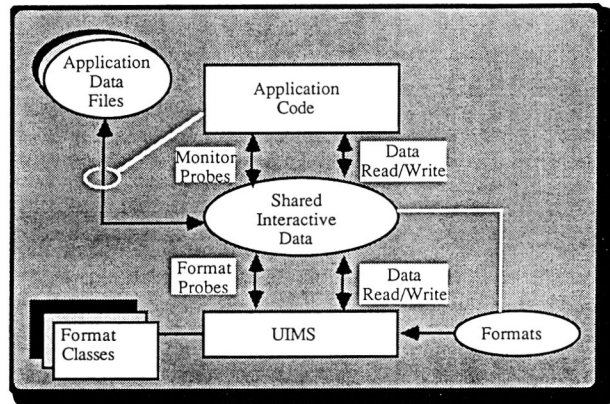 Application
Data
Files
Application
Code
Monitor
Probes
Data
Read/Write
Shared
Interactive
Data
Format
Probes
Data
Read/Write
Format
Classes
UIMS
Formats